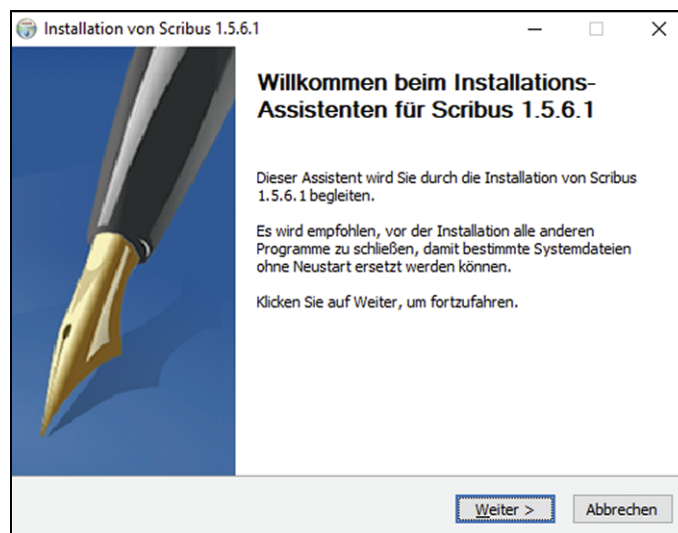 Installation von Scribus 1.5.6.1
Willkommen beim Installations-
Assistenten für Scribus 1.5.6.1
Dieser Assistent wird Sie durch die Installation von Scribus
1.5.6.1 begleiten.
Es wird empfohlen, vor der Installation alle anderen
Programme zu schließen, damit bestimmte Systemdateien
ohne Neustart ersetzt werden können.
Klicken Sie auf Weiter, um fortzufahren.
Weiter > Abbrechen